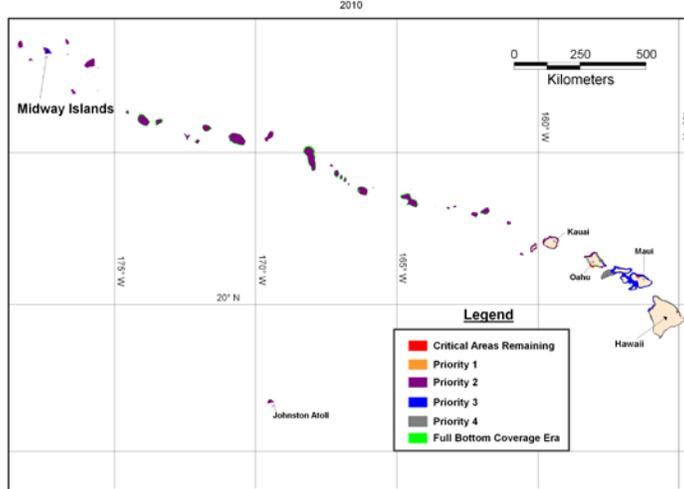 2010
0 250 500
Kilometers
Midway Islands
160° W
Kauai
Maui
Oahu
175° W
170° W
165° W
20° N
Hawaii
Legend
Critical Areas Remaining
Priority 1
Priority 2
Priority 3
Priority 4
Full Bottom Coverage Era
Johnston Atoll